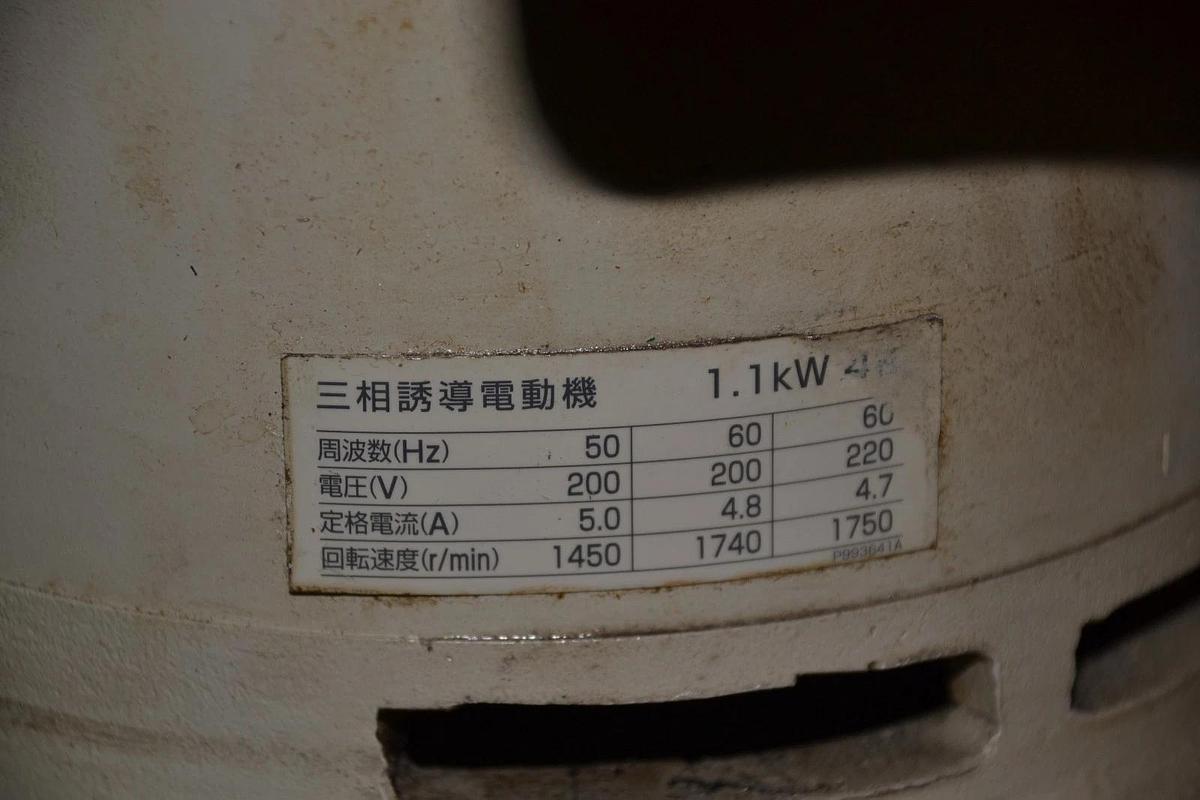 三相誘導電動機 1.1kW 4
周波数(Hz) 50 60 60
電圧(V) 200 200 220
定格電流(A) 5.0 4.8 4.7
回転速度(r/min) 1450 1740 1750
P993641A